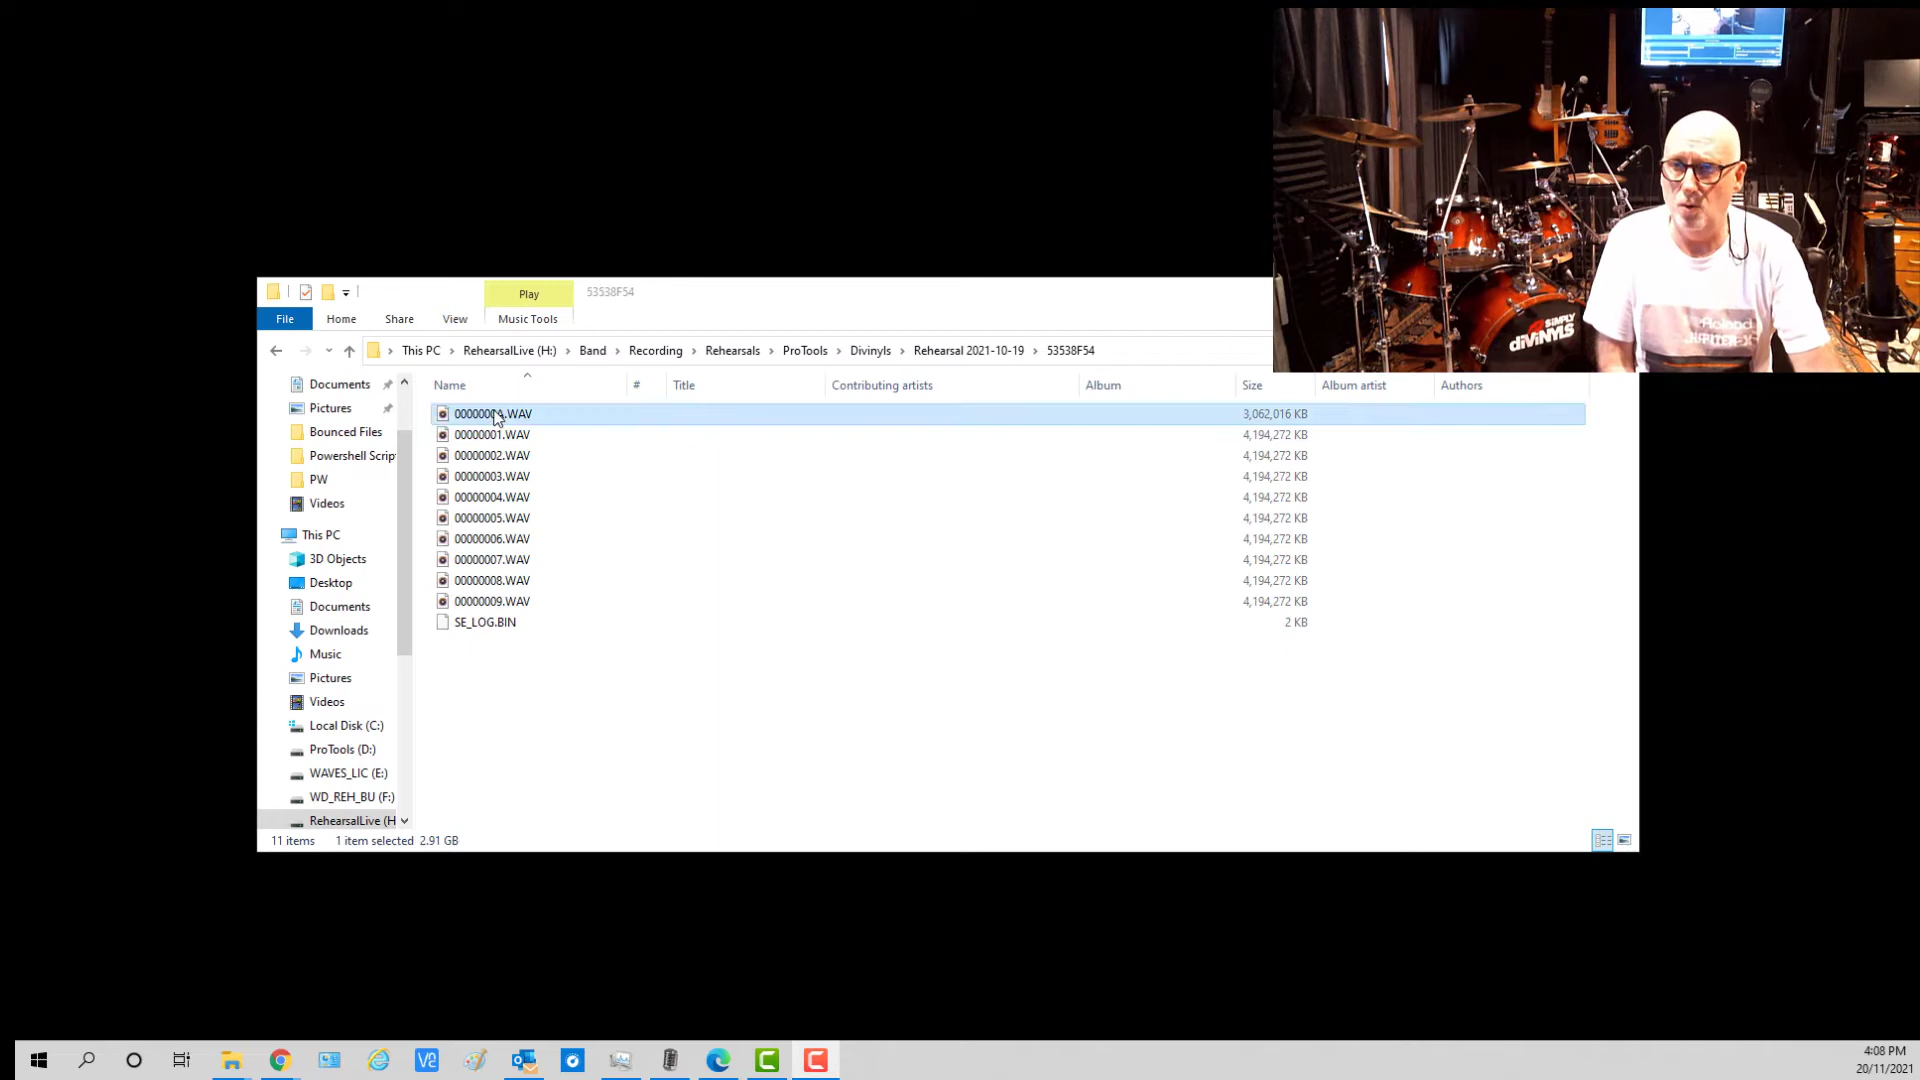 Play
53538F54
File
Home
Share
View
Music Tools
This PC > RehearsalLive (H:) > Band > Recording > Rehearsals > ProTools > Divinyls > Rehearsal 2021-10-19 > 53538F54
Name
#
Title
Contributing artists
Album
Size
Album artist
Authors
Documents
Pictures
Bounced Files
Powershell Scrip
PW
Videos
This PC
3D Objects
Desktop
Documents
Downloads
Music
Pictures
Videos
Local Disk (C:)
ProTools (D:)
WAVES_LIC (E:)
WD_REH_BU (F:)
RehearsalLive (H
0000000A.WAV 3,062,016 KB
00000001.WAV 4,194,272 KB
00000002.WAV 4,194,272 KB
00000003.WAV 4,194,272 KB
00000004.WAV 4,194,272 KB
00000005.WAV 4,194,272 KB
00000006.WAV 4,194,272 KB
00000007.WAV 4,194,272 KB
00000008.WAV 4,194,272 KB
00000009.WAV 4,194,272 KB
SE_LOG.BIN 2 KB
11 items 1 item selected 2.91 GB
SIMPLY
diVINYLS
Roland
JUPITER-X
4:08 PM
20/11/2021